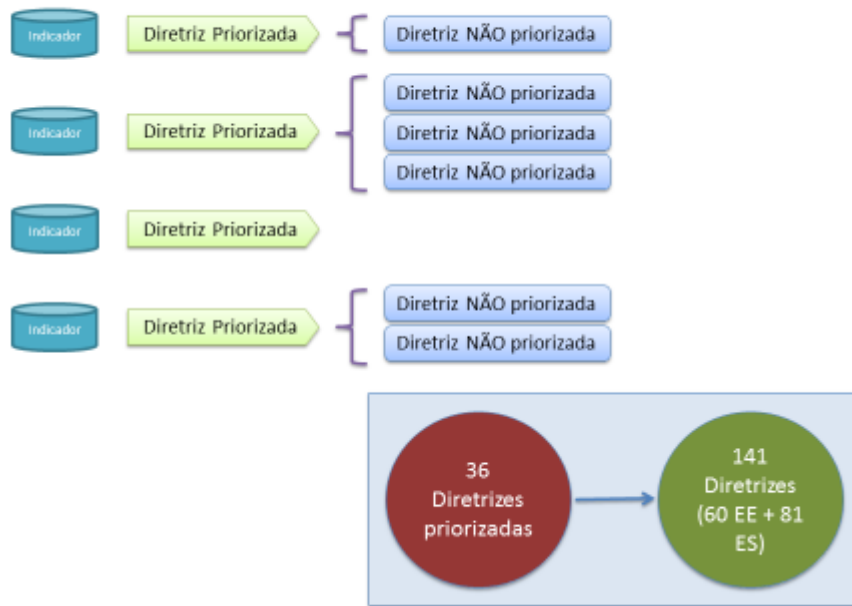 Indicador
Diretriz Priorizada
Diretriz NÃO priorizada
Indicador
Diretriz Priorizada
Diretriz NÃO priorizada
Diretriz NÃO priorizada
Diretriz NÃO priorizada
Indicador
Diretriz Priorizada
Indicador
Diretriz Priorizada
Diretriz NÃO priorizada
Diretriz NÃO priorizada
36
Diretrizes
priorizadas
141
Diretrizes
(60 EE + 81
ES)